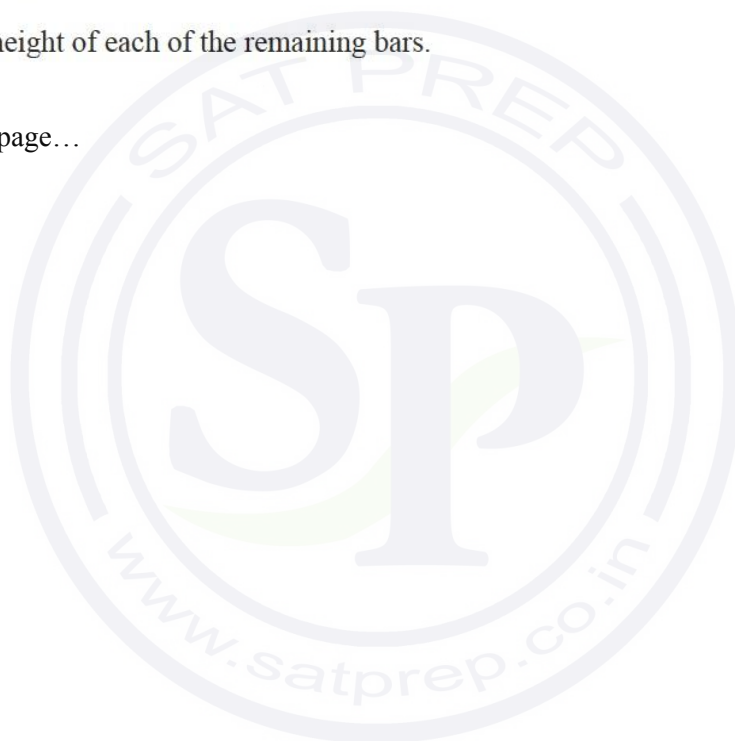 height of each of the remaining bars.
page…
SAT PREP
SP
www.satprep.co.in